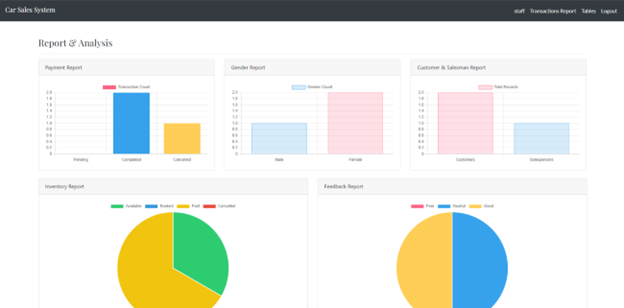 Car Sales System
staff Transactions Report Tables Logout
Report & Analysis
Payment Report
Gender Report
Customer & Salesman Report
Transaction Count
Gender Count
Total Records
2.0
1.8
1.6
1.4
1.2
1.0
0.8
0.6
0.4
0.2
0
Pending Completed Canceled
2.0
1.8
1.6
1.4
1.2
1.0
0.8
0.6
0.4
0.2
0
Male Female
2.0
1.8
1.6
1.4
1.2
1.0
0.8
0.6
0.4
0.2
0
Customers Salespersons
Inventory Report
Feedback Report
Available Booked Paid Cancelled
Poor Neutral Good